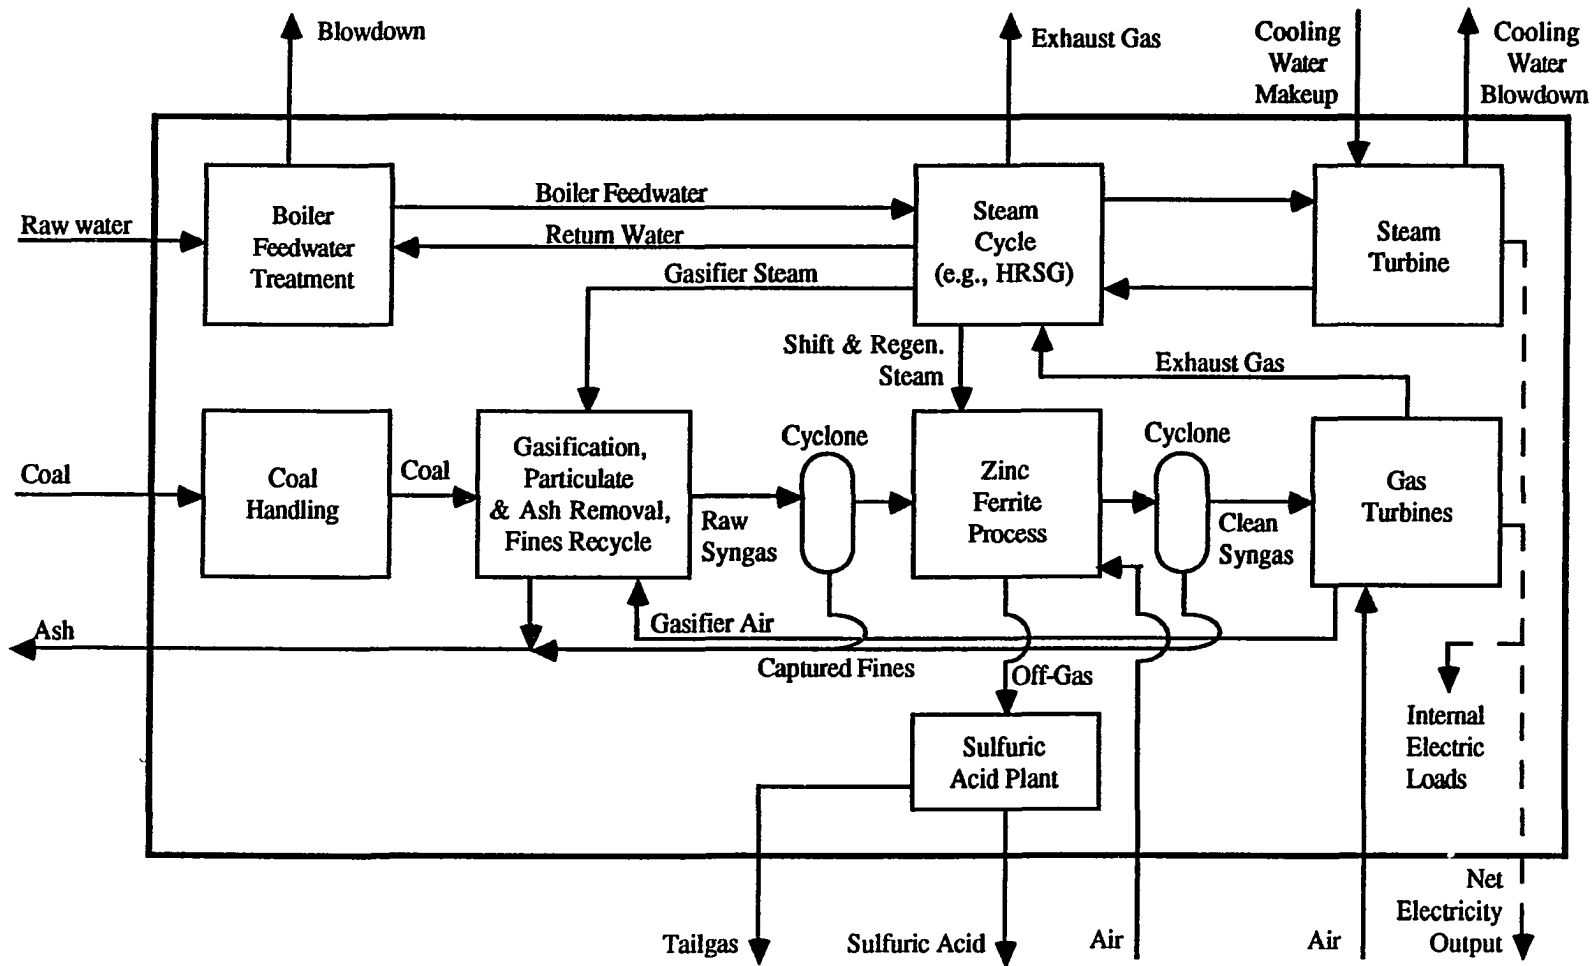 Blowdown
Exhaust Gas
Cooling
Water
Makeup
Cooling
Water
Blowdown
Raw water
Boiler
Feedwater
Treatment
Boiler Feedwater
Return Water
Gasifier Steam
Steam
Cycle
(e.g., HRSG)
Steam
Turbine
Shift & Regen.
Steam
Exhaust Gas
Coal
Coal
Handling
Coal
Gasification,
Particulate
& Ash Removal,
Fines Recycle
Raw
Syngas
Cyclone
Zinc
Ferrite
Process
Cyclone
Clean
Syngas
Gas
Turbines
Ash
Gasifier Air
Captured Fines
Off-Gas
Internal
Electric
Loads
Sulfuric
Acid Plant
Tailgas
Sulfuric Acid
Air
Air
Net
Electricity
Output